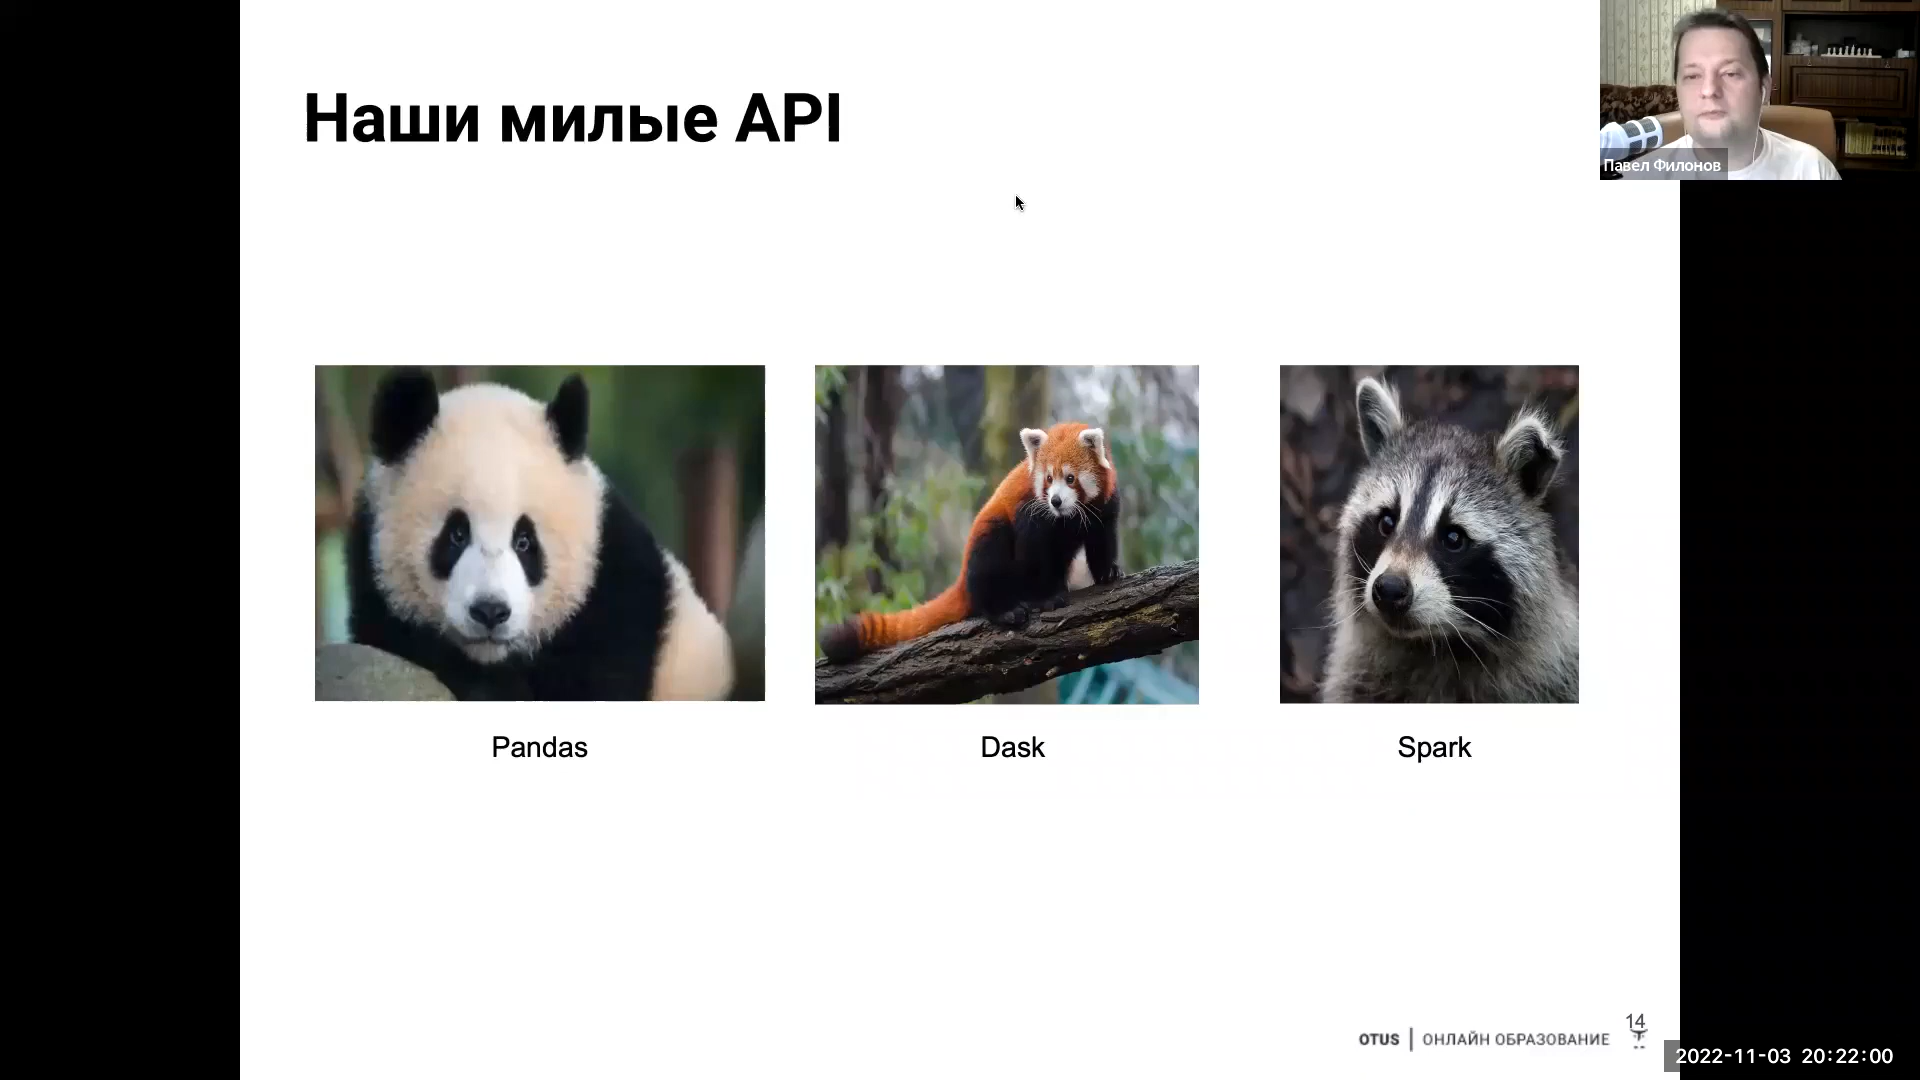 Наши милые API
Павел Филонов
Pandas
Dask
Spark
14
OTUS | ОНЛАЙН ОБРАЗОВАНИЕ
2022-11-03 20:22:00